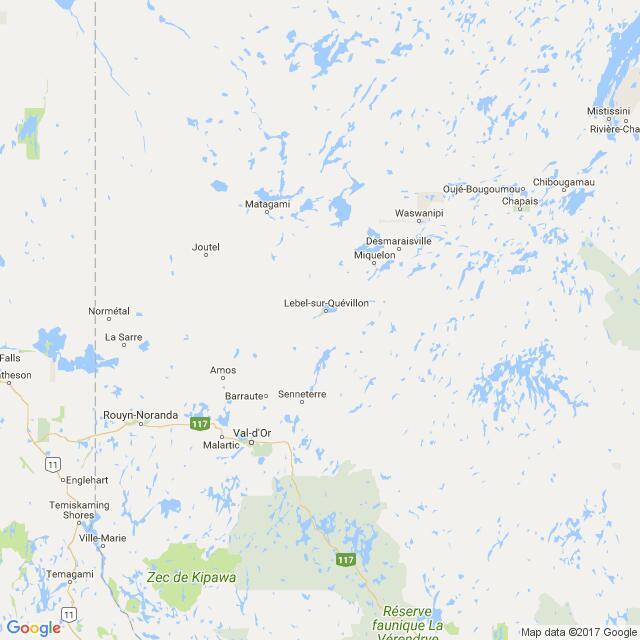 Mistissini
Rivière-Cha
Oujé-Bougoumou
Chibougamau
Chapais
Matagami
Waswanipi
Joutel
Desmaraisville
Miquelon
Lebel-sur-Quévillon
Normétal
La Sarre
Falls
theson
Amos
Barraute
Senneterre
Rouyn-Noranda
117
Val-d'Or
Malartic
11
Englehart
Temiskaming
Shores
Ville-Marie
117
Zec de Kipawa
Temagami
11
Réserve
faunique La
Vérendrye
Google
Map data ©2017 Goo